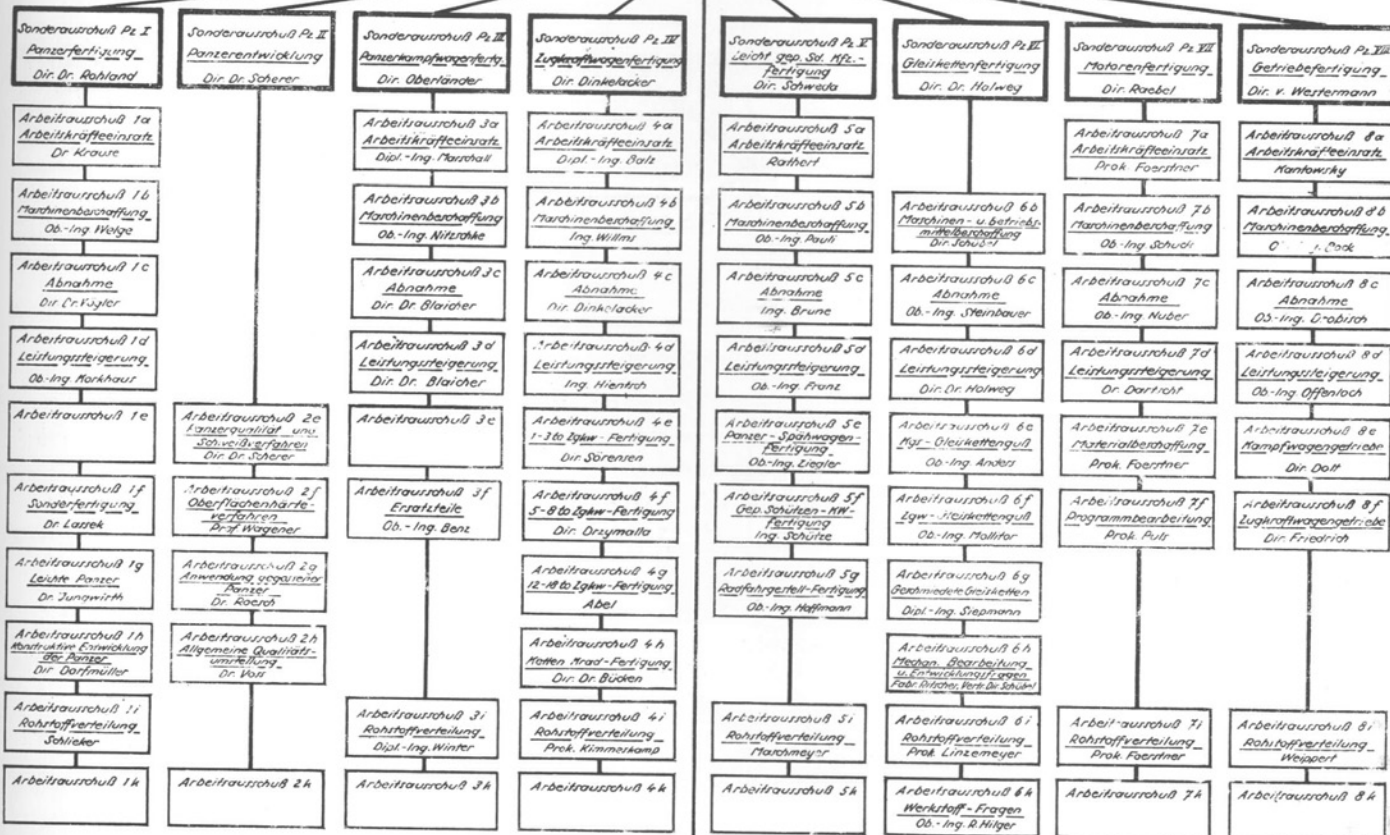 Sonderausschuß Pz I
Panzerfertigung
Dir. Dr. Rohland
Arbeitsausschuß 1a
Arbeitskräfteeinsatz
Dr Krause
Arbeitsausschuß 1b
Maschinenbeschaffung
Ob.-Ing. Welge
Arbeitsausschuß 1c
Abnahme
Dir. Dr. Vögler
Arbeitsausschuß 1d
Leistungssteigerung
Ob.-Ing Korkhaus
Arbeitsausschuß 1e
Arbeitsausschuß 1f
Sonderfertigung
Dr. Lassek
Arbeitsausschuß 1g
Leichte Panzer
Dr. Jungwirth
Arbeitsausschuß 1h
Konstruktive Entwicklung
der Panzer
Dir Dorfmüller
Arbeitsausschuß 1i
Rohstoffverteilung
Schlieker
Arbeitsausschuß 1k
Sonderausschuß Pz II
Panzerentwicklung
Dir Dr. Scherer
Arbeitsausschuß 2e
Panzerqualität und
Schweißverfahren
Dir Dr. Scherer
Arbeitsausschuß 2f
Oberflächenhärte-
verfahren
Prof Wagener
Arbeitsausschuß 2g
Anwendung gegossener
Panzer
Dr. Roesch
Arbeitsausschuß 2h
Allgemeine Qualitäts-
umstellung
Dr. Voss
Arbeitsausschuß 2k
Sonderausschuß Pz III
Panzerkampfwagenfertg.
Dir. Oberländer
Arbeitsausschuß 3a
Arbeitskräfteeinsatz
Dipl.-Ing. Marschall
Arbeitsausschuß 3b
Maschinenbeschaffung
Ob.-Ing. Nitzschke
Arbeitsausschuß 3c
Abnahme
Dir. Dr. Blaicher
Arbeitsausschuß 3d
Leistungssteigerung
Dir. Dr. Blaicher
Arbeitsausschuß 3e
Arbeitsausschuß 3f
Ersatzteile
Ob.-Ing. Benz
Arbeitsausschuß 3i
Rohstoffverteilung
Dipl.-Ing. Winter
Arbeitsausschuß 3k
Sonderausschuß Pz IV
Zugkraftwagenfertigung
Dir. Dinkelacker
Arbeitsausschuß 4a
Arbeitskräfteeinsatz
Dipl.-Ing. Balz
Arbeitsausschuß 4b
Maschinenbeschaffung
Ing. Willms
Arbeitsausschuß 4c
Abnahme
Dir. Dinkelacker
Arbeitsausschuß 4d
Leistungssteigerung
Ing. Hientsch
Arbeitsausschuß 4e
1-3 to Zgkw-Fertigung
Dir Sörensen
Arbeitsausschuß 4f
5-8 to Zgkw-Fertigung
Dir. Drzymalla
Arbeitsausschuß 4g
12-18 to Zgkw-Fertigung
Abel
Arbeitsausschuß 4h
Ketten Krad-Fertigung
Dir. Dr. Bücken
Arbeitsausschuß 4i
Rohstoffverteilung
Prok. Kimmeskamp
Arbeitsausschuß 4k
Sonderausschuß Pz V
Leicht gep. Sd. Kfz.-
fertigung
Dir. Schweda
Arbeitsausschuß 5a
Arbeitskräfteeinsatz
Rathert
Arbeitsausschuß 5b
Maschinenbeschaffung
Ob.-Ing. Pauli
Arbeitsausschuß 5c
Abnahme
Ing. Brune
Arbeitsausschuß 5d
Leistungssteigerung
Ob.-Ing. Franz
Arbeitsausschuß 5e
Panzer-Spähwagen-
fertigung
Ob-Ing. Ziegler
Arbeitsausschuß 5f
Gep. Schützen-KW-
fertigung
Ing. Schütze
Arbeitsausschuß 5g
Radfahrgestell-Fertigung
Ob.-Ing. Hoffmann
Arbeitsausschuß 5i
Rohstoffverteilung
Maschmeyer
Arbeitsausschuß 5k
Sonderausschuß Pz VI
Gleiskettenfertigung
Dir. Dr. Holweg
Arbeitsausschuß 6b
Maschinen- u. betriebs-
mittelbeschaffung
Dir. Schübel
Arbeitsausschuß 6c
Abnahme
Ob.-Ing. Steinbauer
Arbeitsausschuß 6d
Leistungssteigerung
Dir. Dr. Holweg
Arbeitsausschuß 6e
Kgs-Gleiskettenguß
Ob-Ing. Anders
Arbeitsausschuß 6f
Zgw-Gleiskettenguß
Ob.-Ing. Mollitor
Arbeitsausschuß 6g
Geschmiedete Gleisketten
Dipl.-Ing. Siepmann
Arbeitsausschuß 6h
Mechan. Bearbeitung
u. Entwicklungsfragen
Fabr. Ritscher, Vertr. Dir Schübel
Arbeitsausschuß 6i
Rohstoffverteilung
Prok. Linzemeyer
Arbeitsausschuß 6k
Werkstoff-Fragen
Ob.-Ing. R. Hilger
Sonderausschuß Pz VII
Motorenfertigung
Dir. Raebel
Arbeitsausschuß 7a
Arbeitskräfteeinsatz
Prok. Foerstner
Arbeitsausschuß 7b
Maschinenbeschaffung
Ob.-Ing. Schuck
Arbeitsausschuß 7c
Abnahme
Ob.-Ing. Nuber
Arbeitsausschuß 7d
Leistungssteigerung
Dr. Dartscht
Arbeitsausschuß 7e
Materialbeschaffung
Prok. Foerstner
Arbeitsausschuß 7f
Programmbearbeitung
Prok. Puls
Arbeitsausschuß 7i
Rohstoffverteilung
Prok. Foerstner
Arbeitsausschuß 7k
Sonderausschuß Pz VIII
Getriebefertigung
Dir. v. Westermann
Arbeitsausschuß 8a
Arbeitskräfteeinsatz
Kantowsky
Arbeitsausschuß 8b
Maschinenbeschaffung
Arbeitsausschuß 8c
Abnahme
Ob.-Ing. Drobisch
Arbeitsausschuß 8d
Leistungssteigerung
Ob-Ing. Offenloch
Arbeitsausschuß 8e
Kampfwagengetriebe
Dir. Dott
Arbeitsausschuß 8f
Zugkraftwagengetriebe
Dir. Friedrich
Arbeitsausschuß 8i
Rohstoffverteilung
Weippert
Arbeitsausschuß 8k